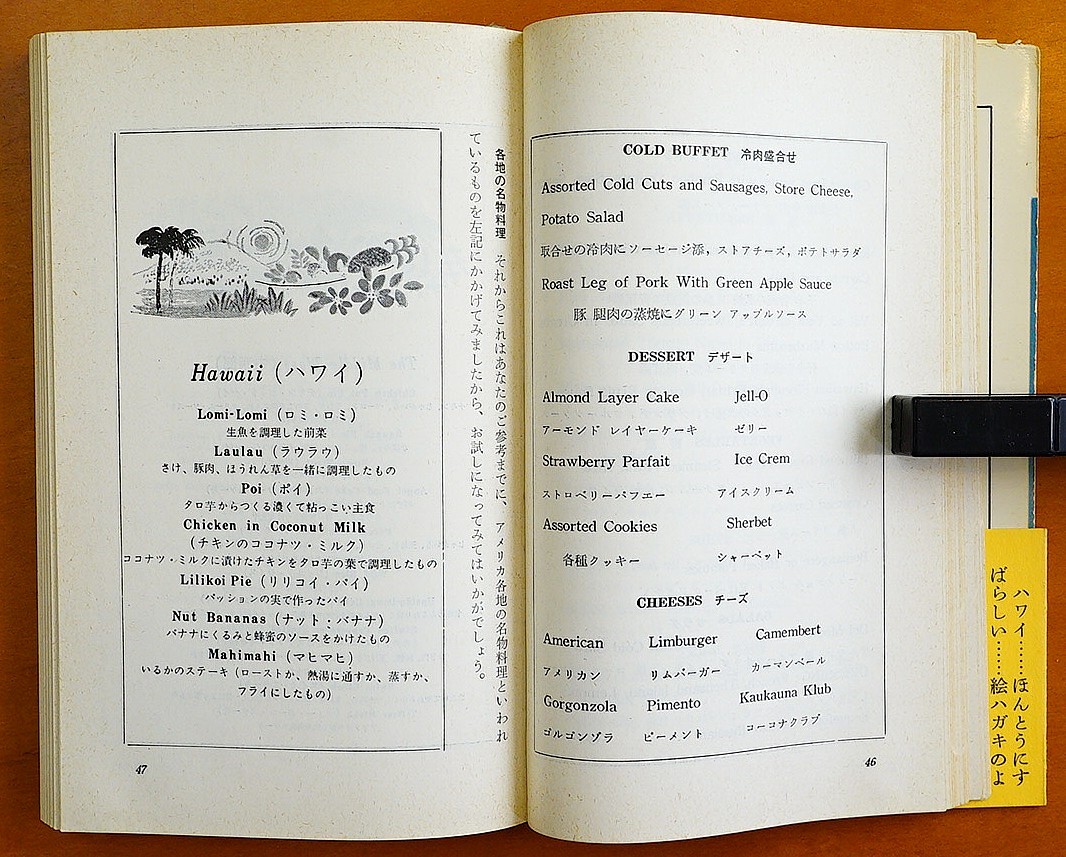 COLD BUFFET 冷肉盛合せ
Assorted Cold Cuts and Sausages, Store Cheese,
Potato Salad
取合せの冷肉にソーセージ添，ストアチーズ，ポテトサラダ
Roast Leg of Pork With Green Apple Sauce
豚 腿肉の蒸焼にグリーン アップルソース
DESSERT デザート
Almond Layer Cake Jell-O
アーモンド レイヤーケーキ ゼリー
Strawberry Parfait Ice Crem
ストロベリーパフエー アイスクリーム
Assorted Cookies Sherbet
各種クッキー シャーベット
CHEESES チーズ
American Limburger Camembert
アメリカン リムバーガー カーマンベール
Gorgonzola Pimento Kaukauna Klub
ゴルゴンゾラ ピーメント コーコナクラブ
46
各地の名物料理 それからこれはあなたのご参考までに、アメリカ各地の名物料理といわれ
ているものを左記にかかげてみましたから、お試しになってみてはいかがでしょう。
Hawaii (ハワイ)
Lomi-Lomi (ロミ・ロミ)
生魚を調理した前菜
Laulau (ラウラウ)
さけ、豚肉、ほうれん草を一緒に調理したもの
Poi (ポイ)
タロ芋からつくる濃くて粘っこい主食
Chicken in Coconut Milk
(チキンのココナツ・ミルク)
ココナツ・ミルクに漬けたチキンをタロ芋の葉で調理したもの
Lilikoi Pie (リリコイ・パイ)
パッションの実で作ったパイ
Nut Bananas (ナット・バナナ)
バナナにくるみと蜂蜜のソースをかけたもの
Mahimahi (マヒマヒ)
いるかのステーキ (ローストか、熱湯に通すか、蒸すか、
フライにしたもの)
47
ハワイ……ほんとうにす
ばらしい……絵ハガキのよ